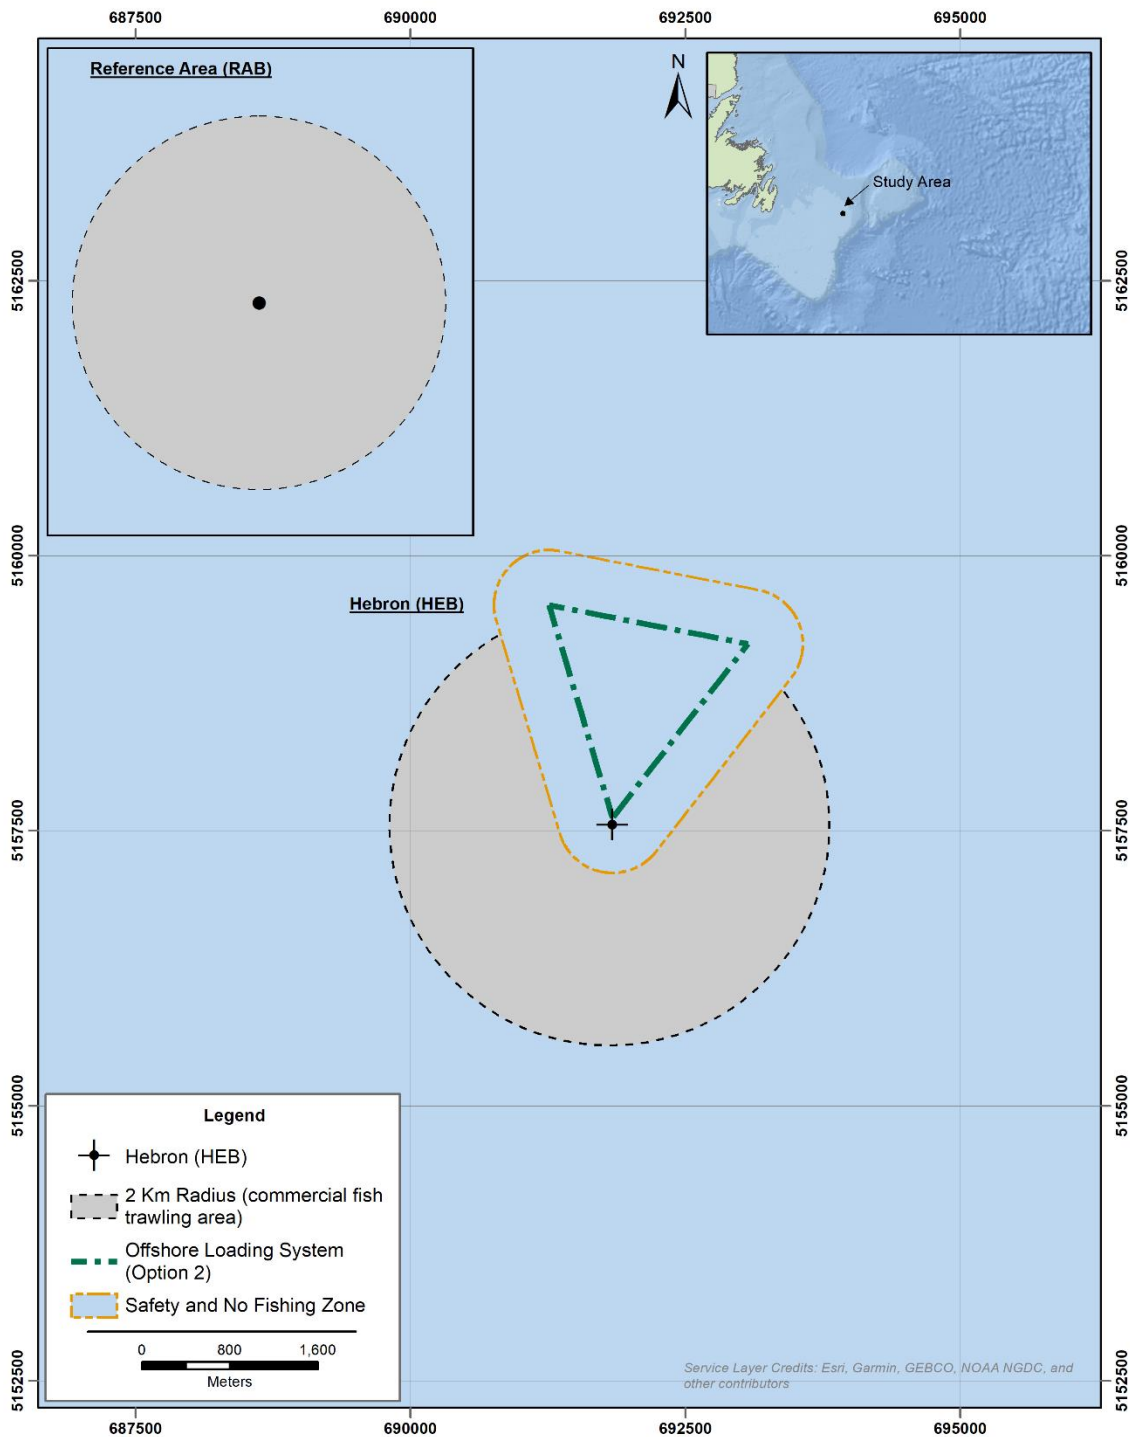 687500
690000
692500
695000
Reference Area (RAB)
N
Study Area
5162500
5162500
5160000
5160000
Hebron (HEB)
5157500
5157500
5155000
5155000
Legend
Hebron (HEB)
2 Km Radius (commercial fish
trawling area)
Offshore Loading System
(Option 2)
Safety and No Fishing Zone
0 800 1,600
Meters
Service Layer Credits: Esri, Garmin, GEBCO, NOAA NGDC, and
other contributors
5152500
5152500
687500
690000
692500
695000